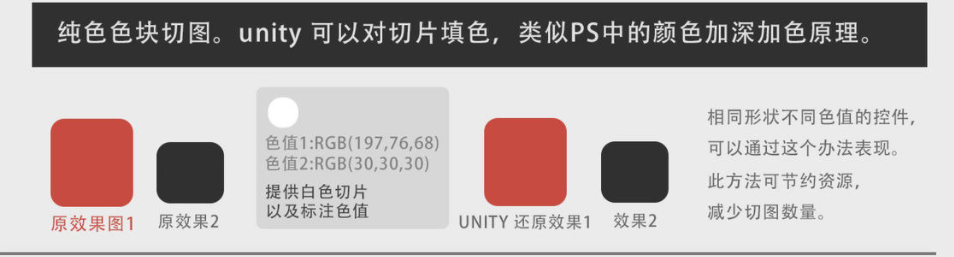 纯色色块切图。unity 可以对切片填色，类似PS中的颜色加深加色原理。
色值1:RGB(197,76,68)
色值2:RGB(30,30,30)
提供白色切片
以及标注色值
原效果图1
原效果2
UNITY 还原效果1
效果2
相同形状不同色值的控件，
可以通过这个办法表现。
此方法可节约资源，
减少切图数量。